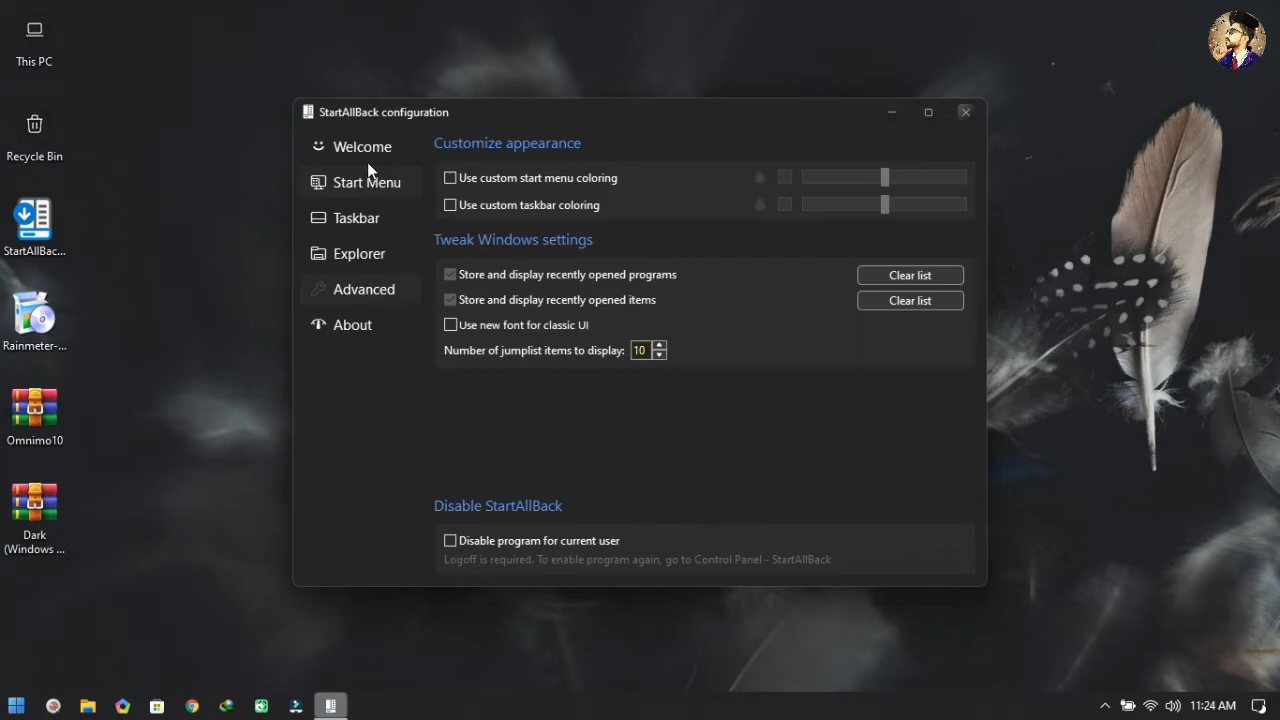 This PC
Recycle Bin
StartAllBac...
Rainmeter-...
Omnimo10
Dark
(Windows ...
StartAllBack configuration
Welcome
Start Menu
Taskbar
Explorer
Advanced
About
Customize appearance
Use custom start menu coloring
Use custom taskbar coloring
Tweak Windows settings
Store and display recently opened programs
Clear list
Store and display recently opened items
Clear list
Use new font for classic UI
Number of jumplist items to display: 10
Disable StartAllBack
Disable program for current user
Logoff is required. To enable program again, go to Control Panel - StartAllBack
11:24 AM